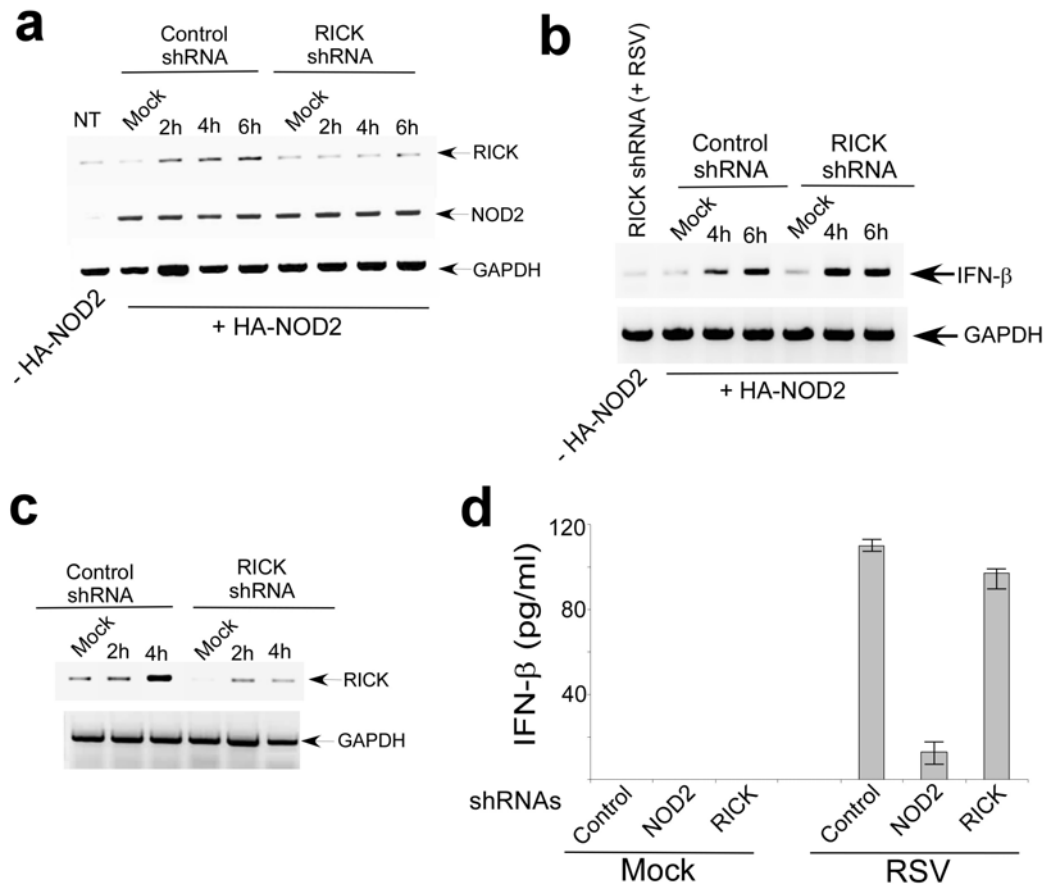 a
Control
shRNA
RICK
shRNA
NT
Mock
2h
4h
6h
Mock
2h
4h
6h
RICK
NOD2
GAPDH
- HA-NOD2
+ HA-NOD2
b
RICK shRNA (+ RSV)
Control
shRNA
RICK
shRNA
Mock
4h
6h
Mock
4h
6h
IFN-β
GAPDH
- HA-NOD2
+ HA-NOD2
c
Control
shRNA
RICK
shRNA
Mock
2h
4h
Mock
2h
4h
RICK
GAPDH
d
IFN-β (pg/ml)
120
80
40
shRNAs
Control
NOD2
RICK
Control
NOD2
RICK
Mock
RSV